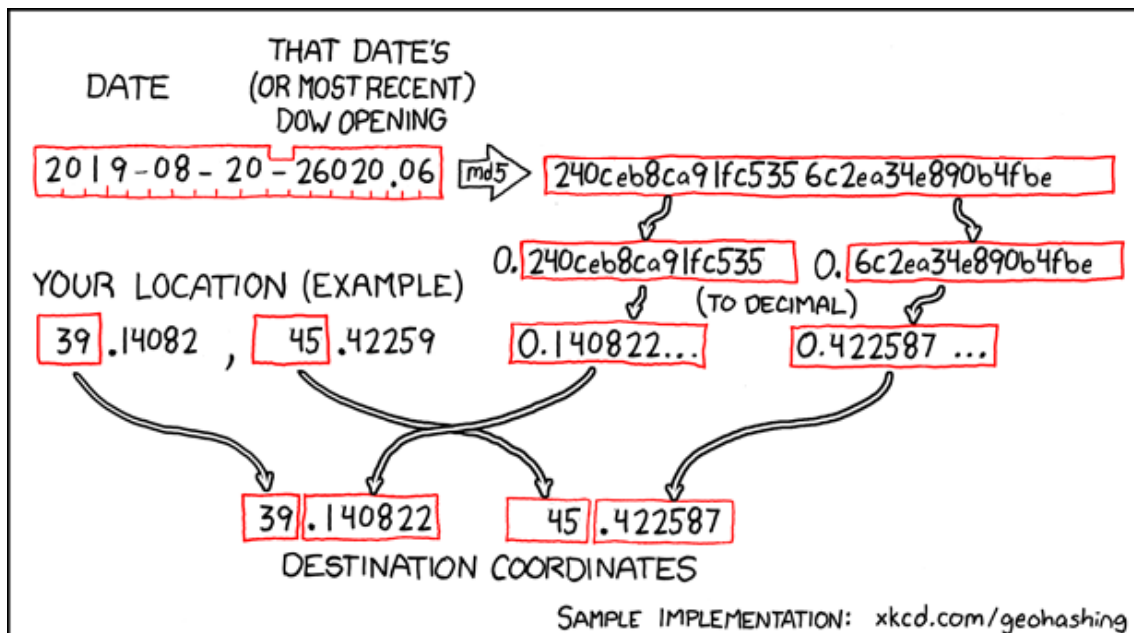 DATE
THAT DATE'S
(OR MOST RECENT)
DOW OPENING
2019-08-20-26020.06
md5
240ceb8ca91fc5356c2ea34e890b4fbe
0.240ceb8ca91fc535
0.6c2ea34e890b4fbe
(TO DECIMAL)
0.140822...
0.422587 ...
YOUR LOCATION (EXAMPLE)
39.14082, 45.42259
39.140822
45.422587
DESTINATION COORDINATES
SAMPLE IMPLEMENTATION: xkcd.com/geohashing